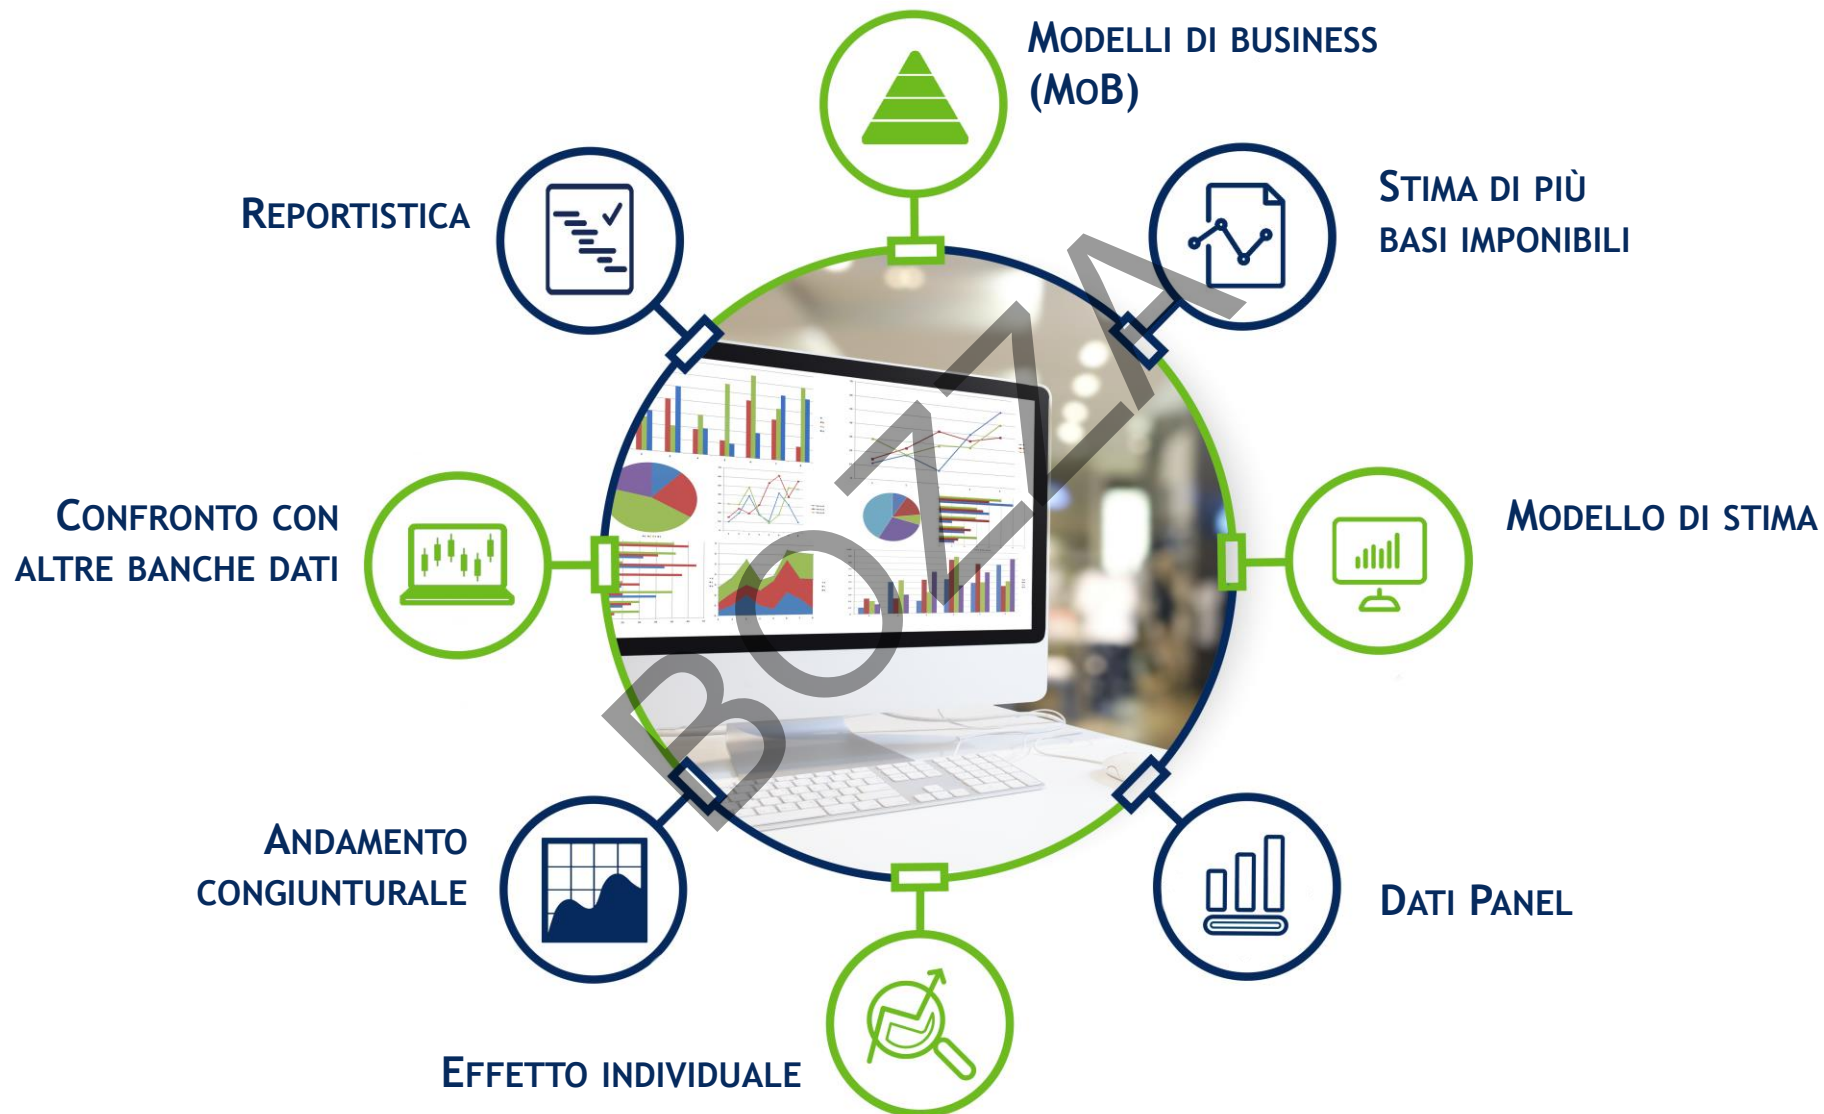 MODELLI DI BUSINESS
(MOB)
STIMA DI PIÙ
BASI IMPONIBILI
MODELLO DI STIMA
DATI PANEL
EFFETTO INDIVIDUALE
ANDAMENTO
CONGIUNTURALE
CONFRONTO CON
ALTRE BANCHE DATI
REPORTISTICA
BOZZA